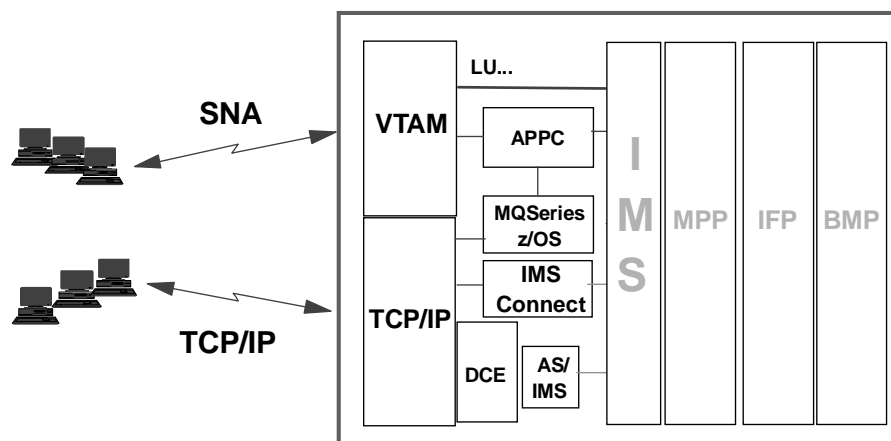 LU...
SNA
VTAM
APPC
I
M
S
MQSeries
z/OS
MPP
IFP
BMP
IMS
Connect
TCP/IP
TCP/IP
DCE
AS/
IMS